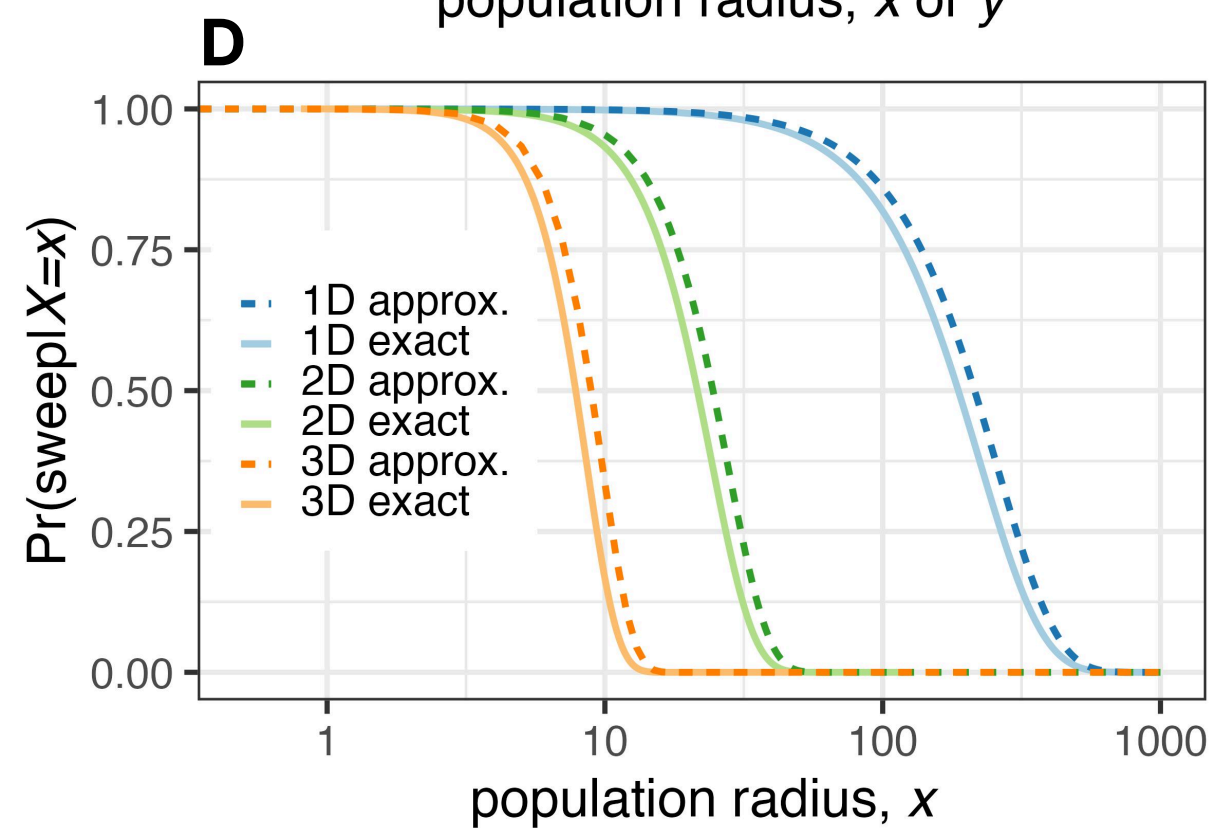 population radius, x or y
D
Pr(sweep|X=x)
1.00
0.75
0.50
0.25
0.00
1D approx.
1D exact
2D approx.
2D exact
3D approx.
3D exact
1
10
100
1000
population radius, x